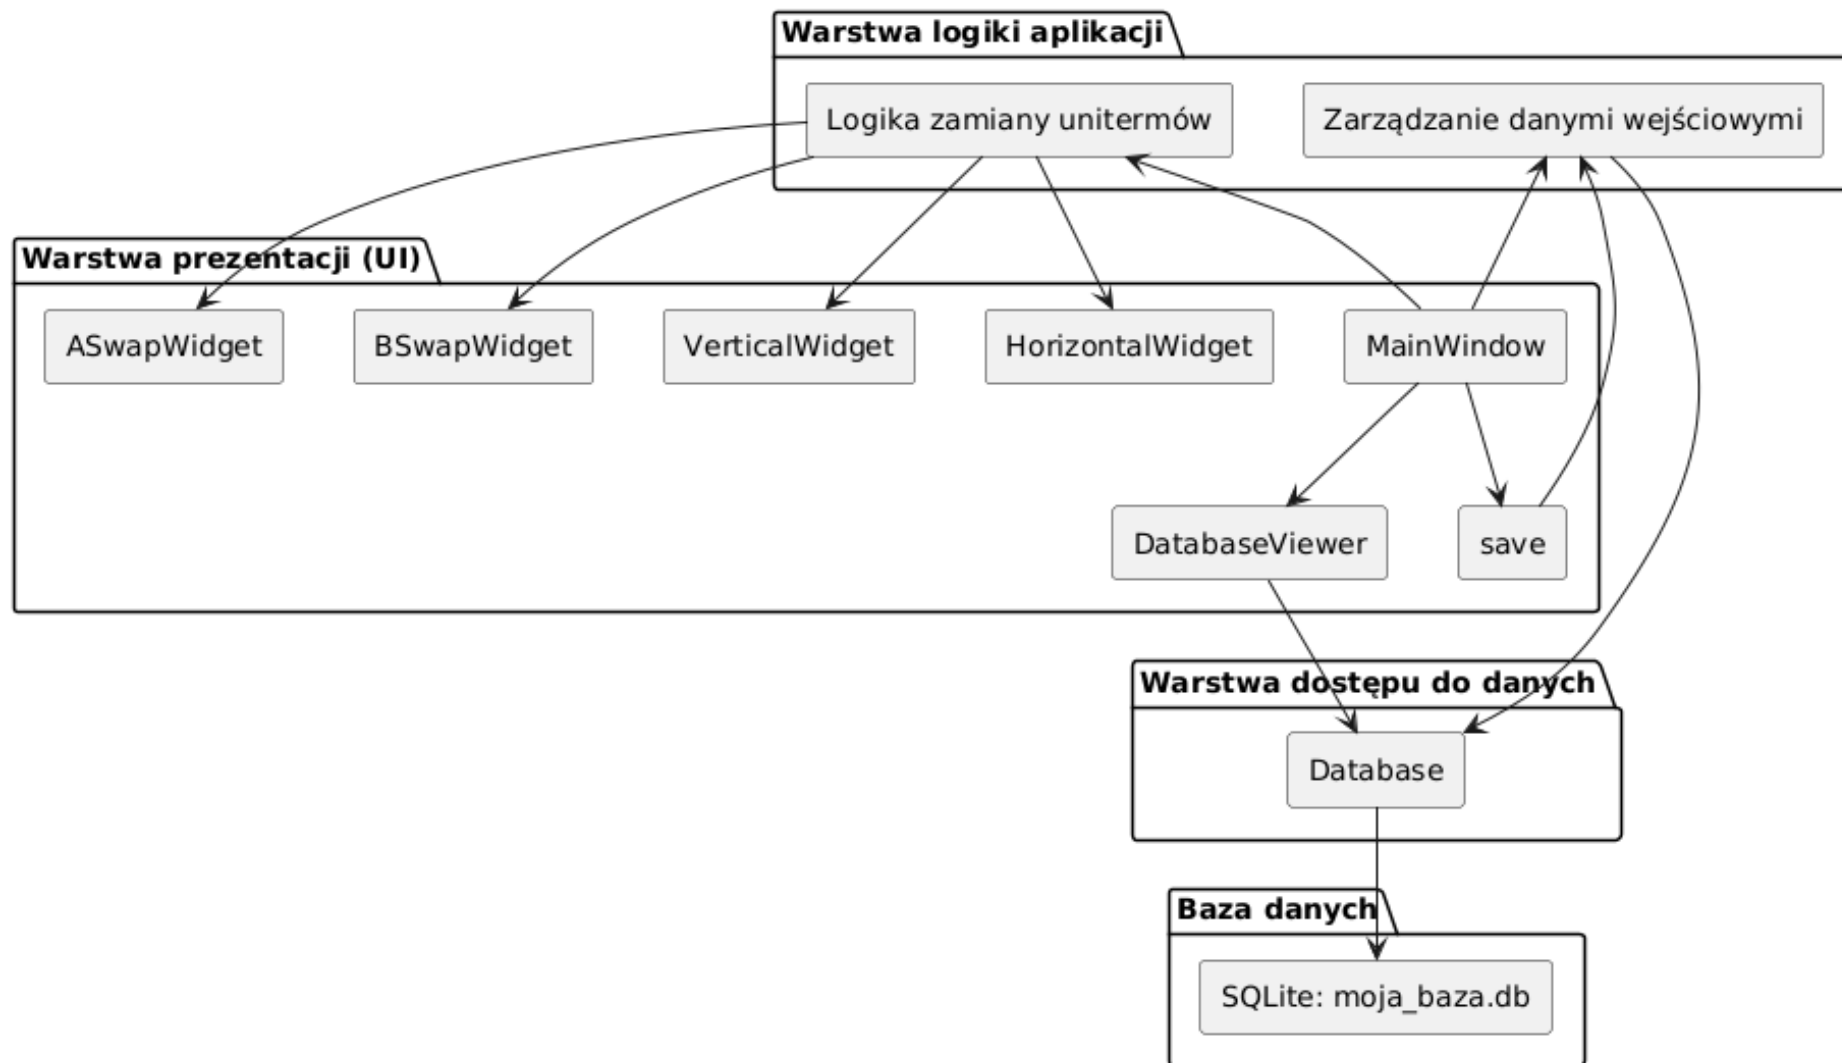 Warstwa logiki aplikacji
Logika zamiany unitermów
Zarządzanie danymi wejściowymi
Warstwa prezentacji (UI)
ASwapWidget
BSwapWidget
VerticalWidget
HorizontalWidget
MainWindow
DatabaseViewer
save
Warstwa dostępu do danych
Database
Baza danych
SQLite: moja_baza.db